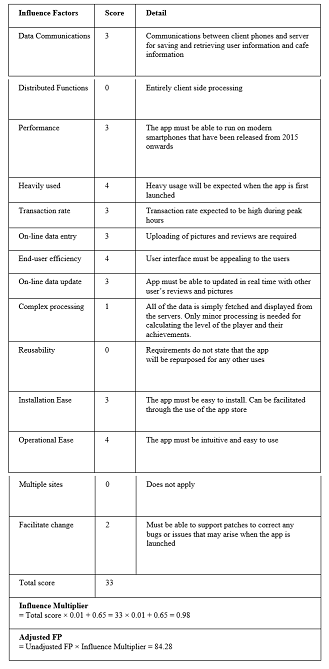 Influence Factors Score Detail
Data Communications 3 Communications between client phones and server
for saving and retrieving user information and cafe
information
Distributed Functions 0 Entirely client side processing
Performance 3 The app must be able to run on modern
smartphones that have been released from 2015
onwards
Heavily used 4 Heavy usage will be expected when the app is first
launched
Transaction rate 3 Transaction rate expected to be high during peak
hours
On-line data entry 3 Uploading of pictures and reviews are required
End-user efficiency 4 User interface must be appealing to the users
On-line data update 3 App must be able to updated in real time with other
user's reviews and pictures
Complex processing 1 All of the data is simply fetched and displayed from
the servers. Only minor processing is needed for
calculating the level of the player and their
achievements.
Reusability 0 Requirements do not state that the app
will be repurposed for any other uses
Installation Ease 3 The app must be easy to install. Can be facilitated
through the use of the app store
Operational Ease 4 The app must be intuitive and easy to use
Multiple sites 0 Does not apply
Facilitate change 2 Must be able to support patches to correct any
bugs or issues that may arise when the app is
launched
Total score 33
Influence Multiplier
= Total score × 0.01 + 0.65 = 33 × 0.01 + 0.65 = 0.98
Adjusted FP
= Unadjusted FP × Influence Multiplier = 84.28